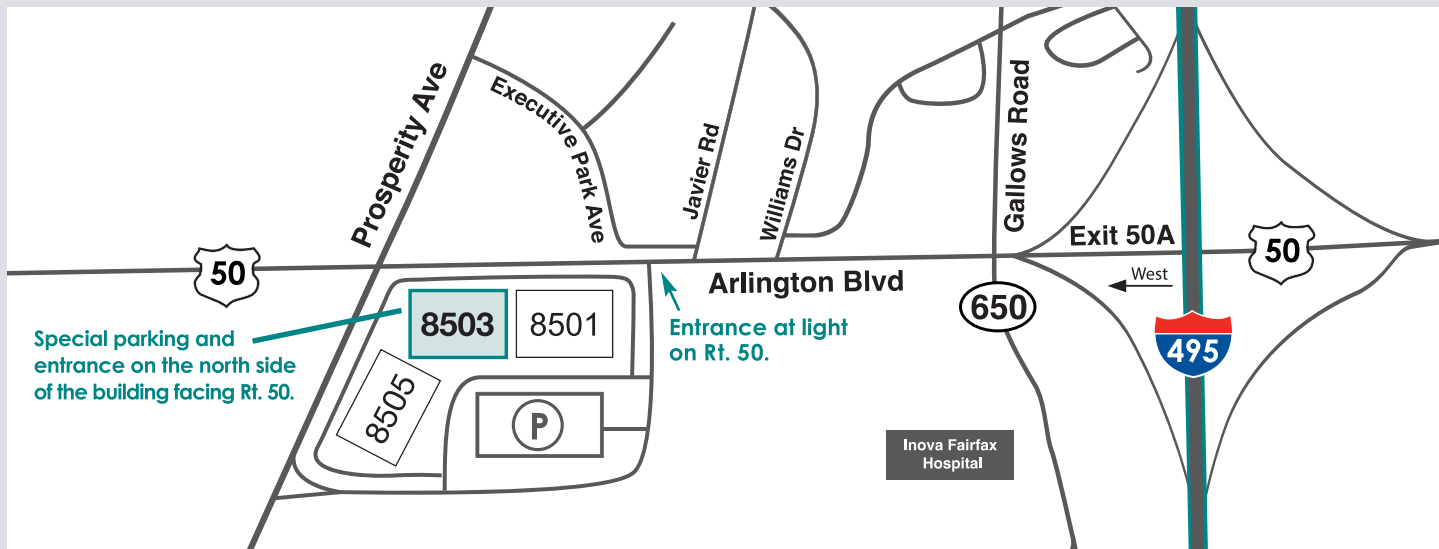 Prosperity Ave
Executive Park Ave
Javier Rd
Williams Dr
Gallows Road
Exit 50A
50
50
West
Arlington Blvd
650
495
8503
8501
8505
P
Special parking and
entrance on the north side
of the building facing Rt. 50.
Entrance at light
on Rt. 50.
Inova Fairfax
Hospital